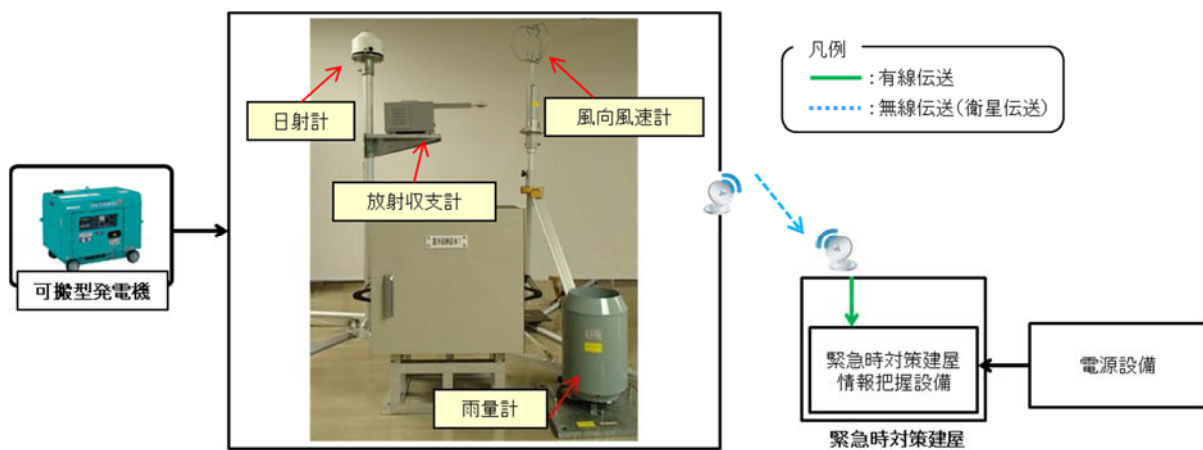 日射計
風向風速計
放射収支計
雨量計
可搬型発電機
凡例
:有線伝送
:無線伝送(衛星伝送)
緊急時対策建屋
情報把握設備
電源設備
緊急時対策建屋